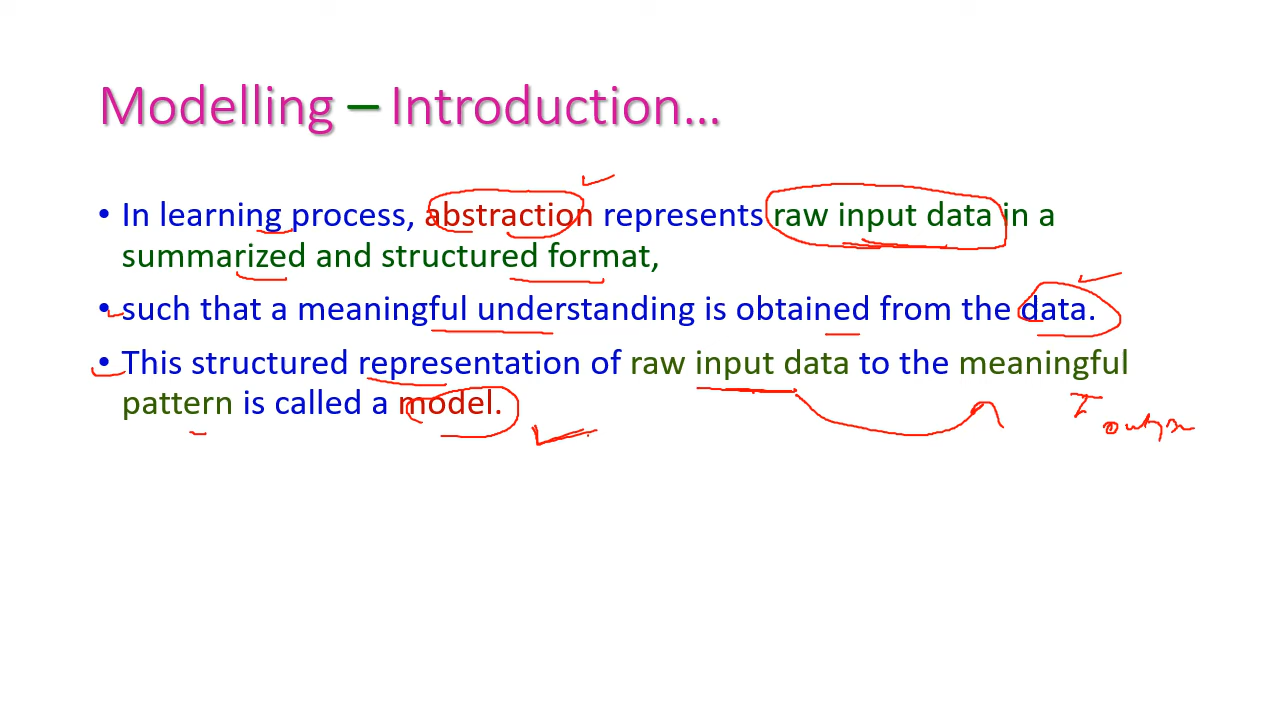 Modelling – Introduction...
• In learning process, abstraction represents raw input data in a
summarized and structured format,
• such that a meaningful understanding is obtained from the data.
• This structured representation of raw input data to the meaningful
pattern is called a model.